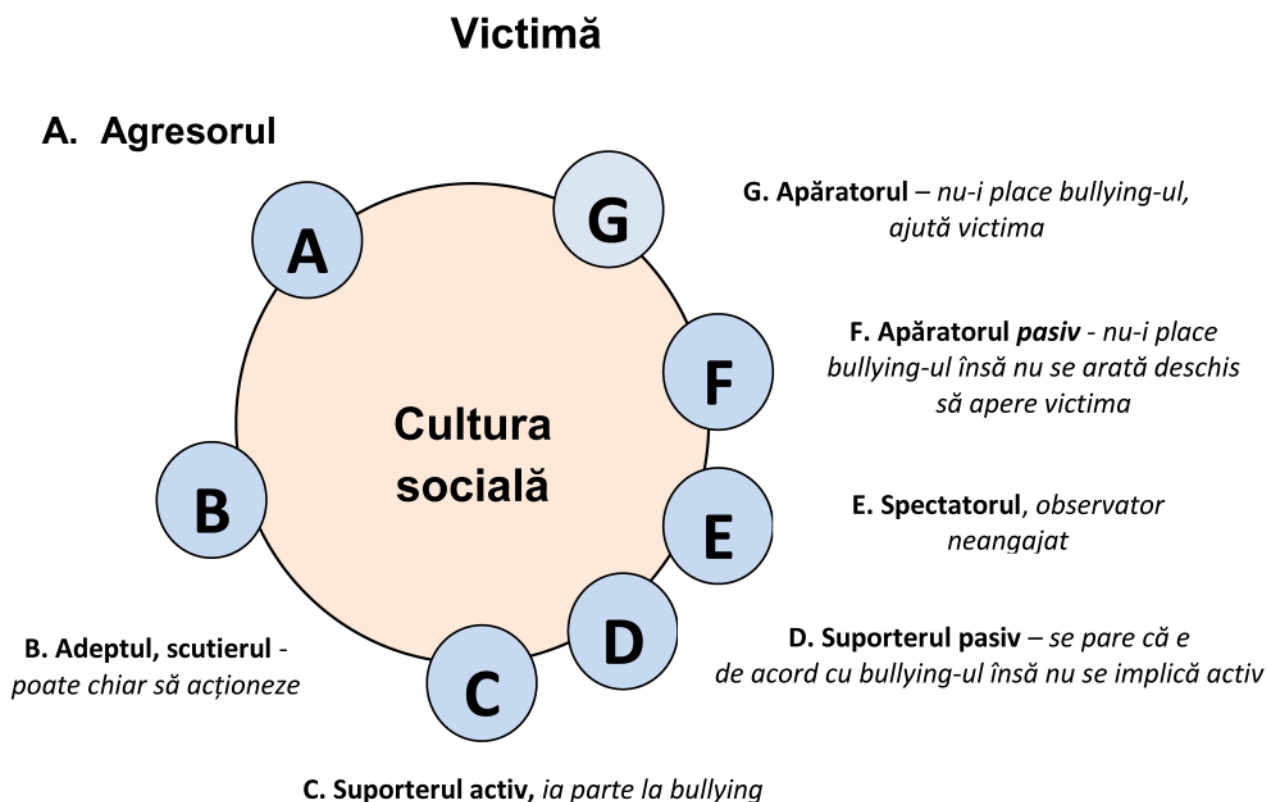 Victimă
A. Agresorul
A
G
G. Apăratorul – nu-i place bullying-ul,
ajută victima
F
F. Apăratorul pasiv - nu-i place
bullying-ul însă nu se arată deschis
să apere victima
Cultura
socială
B
E
E. Spectatorul, observator
neangajat
D
D. Suporterul pasiv – se pare că e
de acord cu bullying-ul însă nu se implică activ
B. Adeptul, scutierul -
poate chiar să acționeze
C
C. Suporterul activ, ia parte la bullying